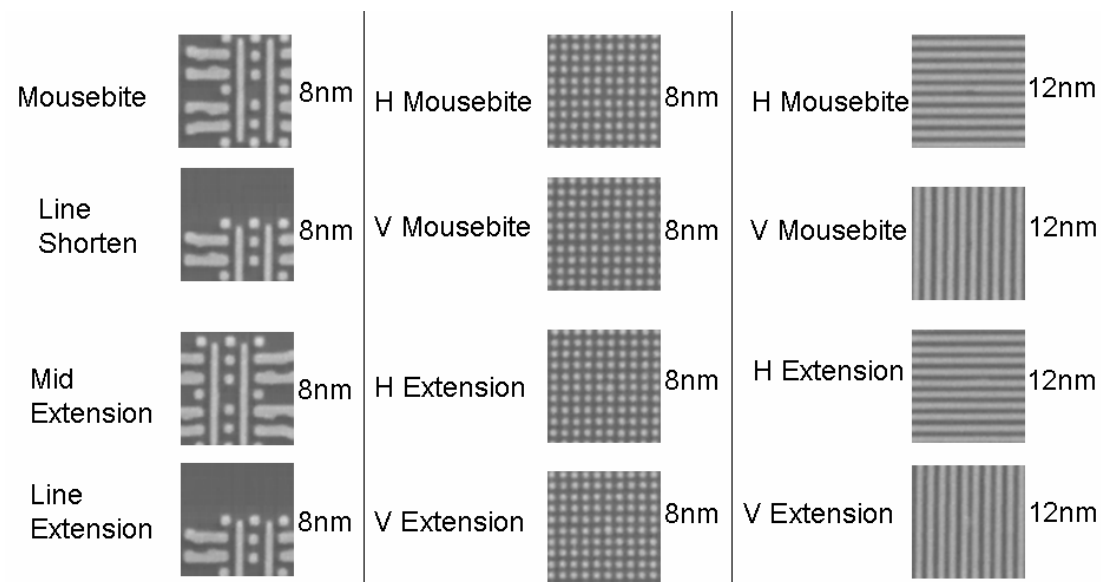 Mousebite
8nm
Line
Shorten
8nm
Mid
Extension
8nm
Line
Extension
8nm
H Mousebite
8nm
V Mousebite
8nm
H Extension
8nm
V Extension
8nm
H Mousebite
12nm
V Mousebite
12nm
H Extension
12nm
V Extension
12nm